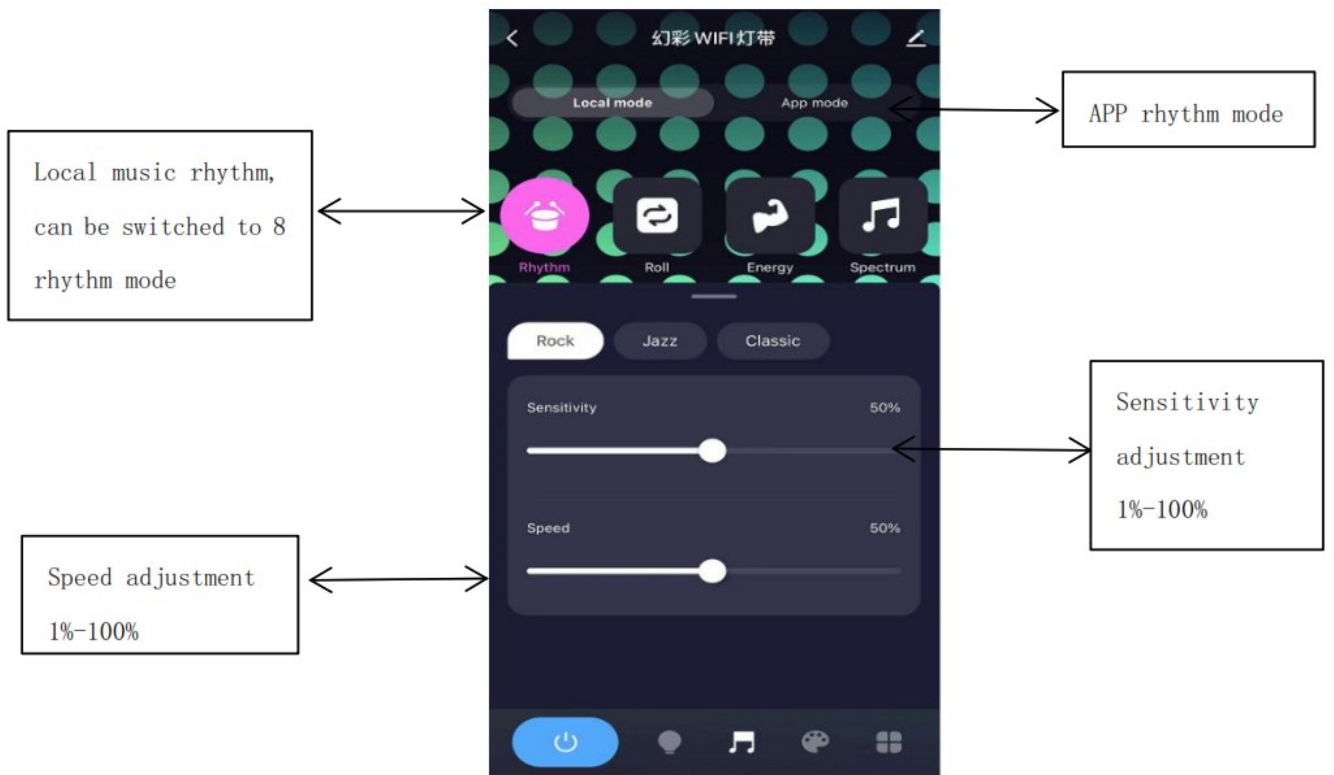 幻彩 WIFI灯带
Local mode
App mode
APP rhythm mode
Local music rhythm,
can be switched to 8
rhythm mode
Rhythm
Roll
Energy
Spectrum
Rock
Jazz
Classic
Sensitivity
50%
Sensitivity
adjustment
1%-100%
Speed
50%
Speed adjustment
1%-100%